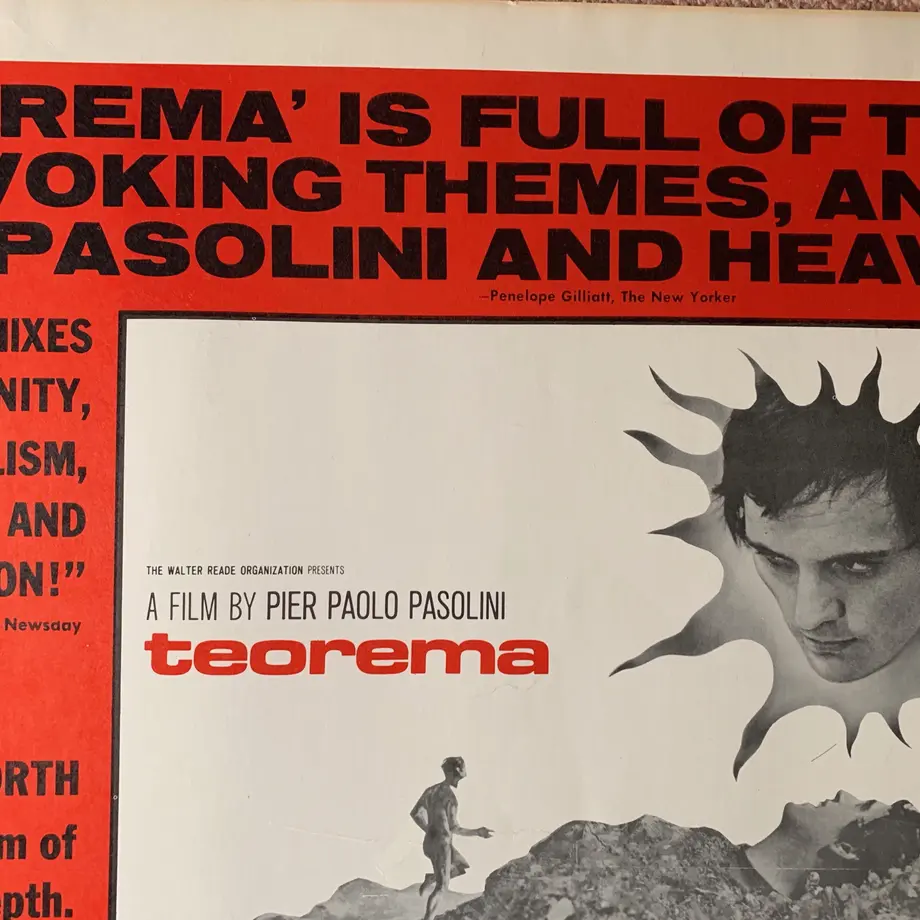 REMA’ IS FULL OF T
VOKING THEMES, AN
PASOLINI AND HEAV
—Penelope Gilliatt, The New Yorker
MIXES
NITY,
LISM,
AND
ON!”
Newsday
ORTH
m of
epth.
THE WALTER READE ORGANIZATION PRESENTS
A FILM BY PIER PAOLO PASOLINI
teorema